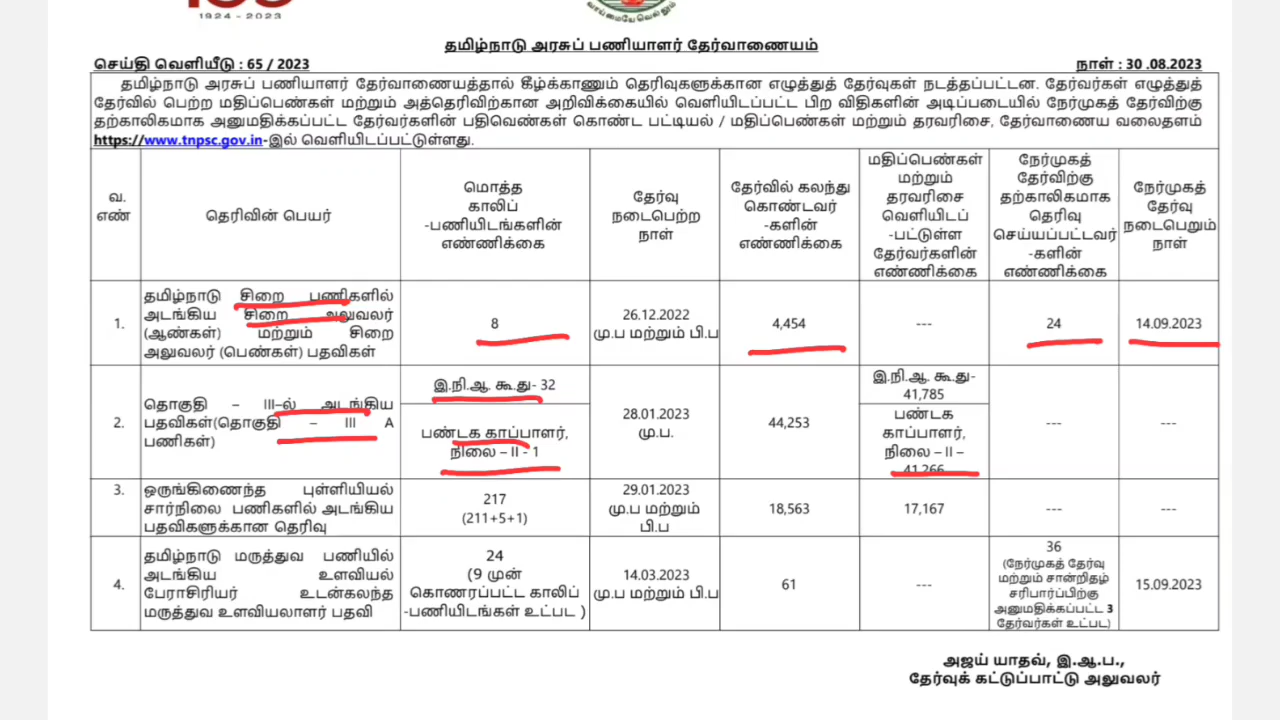 1924 - 2023
வாய்மையே வெல்லும்
தமிழ்நாடு அரசுப் பணியாளர் தேர்வாணையம்
செய்தி வெளியீடு : 65 / 2023
நாள் : 30 .08.2023
தமிழ்நாடு அரசுப் பணியாளர் தேர்வாணையத்தால் கீழ்க்காணும் தெரிவுகளுக்கான எழுத்துத் தேர்வுகள் நடத்தப்பட்டன. தேர்வர்கள் எழுத்துத்
தேர்வில் பெற்ற மதிப்பெண்கள் மற்றும் அத்தெரிவிற்கான அறிவிக்கையில் வெளியிடப்பட்ட பிற விதிகளின் அடிப்படையில் நேர்முகத் தேர்விற்கு
தற்காலிகமாக அனுமதிக்கப்பட்ட தேர்வர்களின் பதிவெண்கள் கொண்ட பட்டியல் / மதிப்பெண்கள் மற்றும் தரவரிசை, தேர்வாணைய வலைதளம்
https://www.tnpsc.gov.in-இல் வெளியிடப்பட்டுள்ளது.
வ.
எண்
தெரிவின் பெயர்
மொத்த
காலிப்
-பணியிடங்களின்
எண்ணிக்கை
தேர்வு
நடைபெற்ற
நாள்
தேர்வில் கலந்து
கொண்டவர்
-களின்
எண்ணிக்கை
மதிப்பெண்கள்
மற்றும்
தரவரிசை
வெளியிடப்
-பட்டுள்ள
தேர்வர்களின்
எண்ணிக்கை
நேர்முகத்
தேர்விற்கு
தற்காலிகமாக
தெரிவு
செய்யப்பட்டவர்
-களின்
எண்ணிக்கை
நேர்முகத்
தேர்வு
நடைபெறும்
நாள்
1.
தமிழ்நாடு சிறை பணிகளில்
அடங்கிய சிறை அலுவலர்
(ஆண்கள்) மற்றும் சிறை
அலுவலர் (பெண்கள்) பதவிகள்
8
26.12.2022
மு.ப மற்றும் பி.ப
4,454
---
24
14.09.2023
2.
தொகுதி – III–ல் அடங்கிய
பதவிகள்(தொகுதி – III A
பணிகள்)
இ.நி.ஆ. கூ.து- 32
பண்டக காப்பாளர்,
நிலை – II - 1
28.01.2023
மு.ப.
44,253
இ.நி.ஆ. கூ.து-
41,785
பண்டக
காப்பாளர்,
நிலை – II –
41,266
---
---
3.
ஒருங்கிணைந்த புள்ளியியல்
சார்நிலை பணிகளில் அடங்கிய
பதவிகளுக்கான தெரிவு
217
(211+5+1)
29.01.2023
மு.ப மற்றும்
பி.ப
18,563
17,167
---
---
4.
தமிழ்நாடு மருத்துவ பணியில்
அடங்கிய உளவியல்
பேராசிரியர் உடன்கலந்த
மருத்துவ உளவியலாளர் பதவி
24
(9 முன்
கொணரப்பட்ட காலிப்
-பணியிடங்கள் உட்பட )
14.03.2023
மு.ப மற்றும் பி.ப
61
---
36
(நேர்முகத் தேர்வு
மற்றும் சான்றிதழ்
சரிபார்ப்பிற்கு
அனுமதிக்கப்பட்ட 3
தேர்வர்கள் உட்பட)
15.09.2023
அஜய் யாதவ், இ.ஆ.ப.,
தேர்வுக் கட்டுப்பாட்டு அலுவலர்